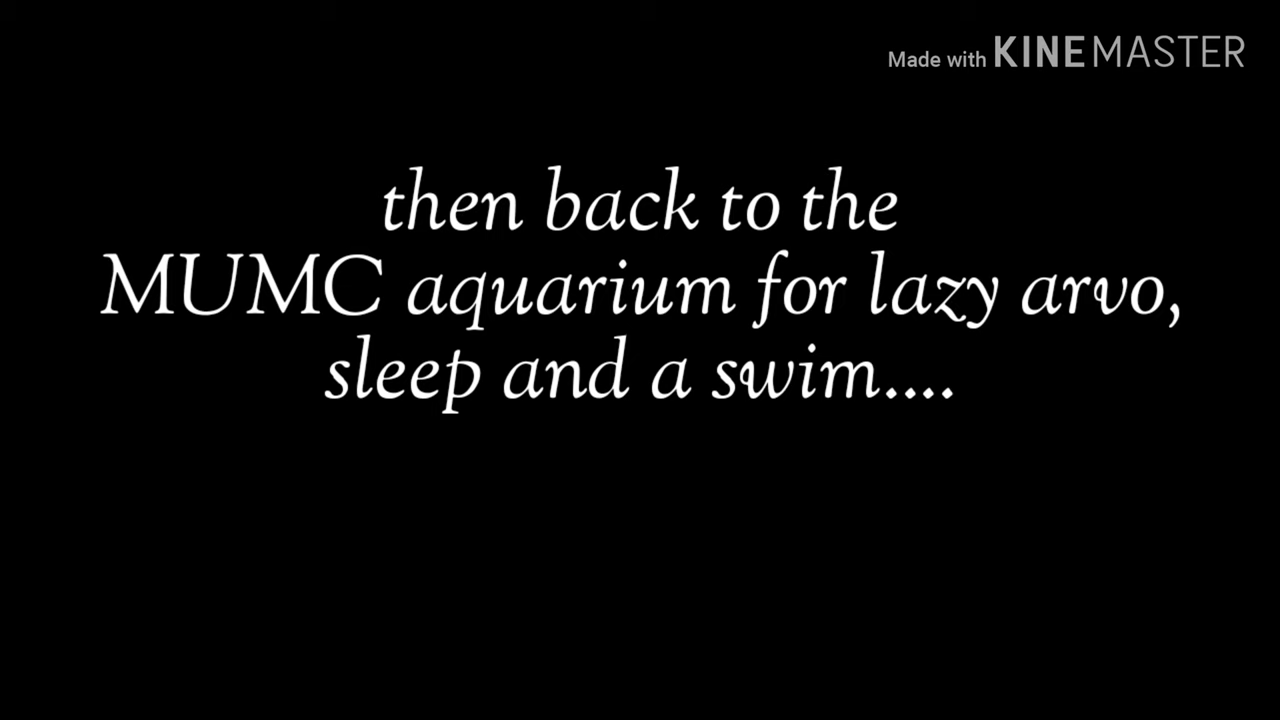 Made with KINEMASTER
then back to the
MUMC aquarium for lazy arvo,
sleep and a swim....